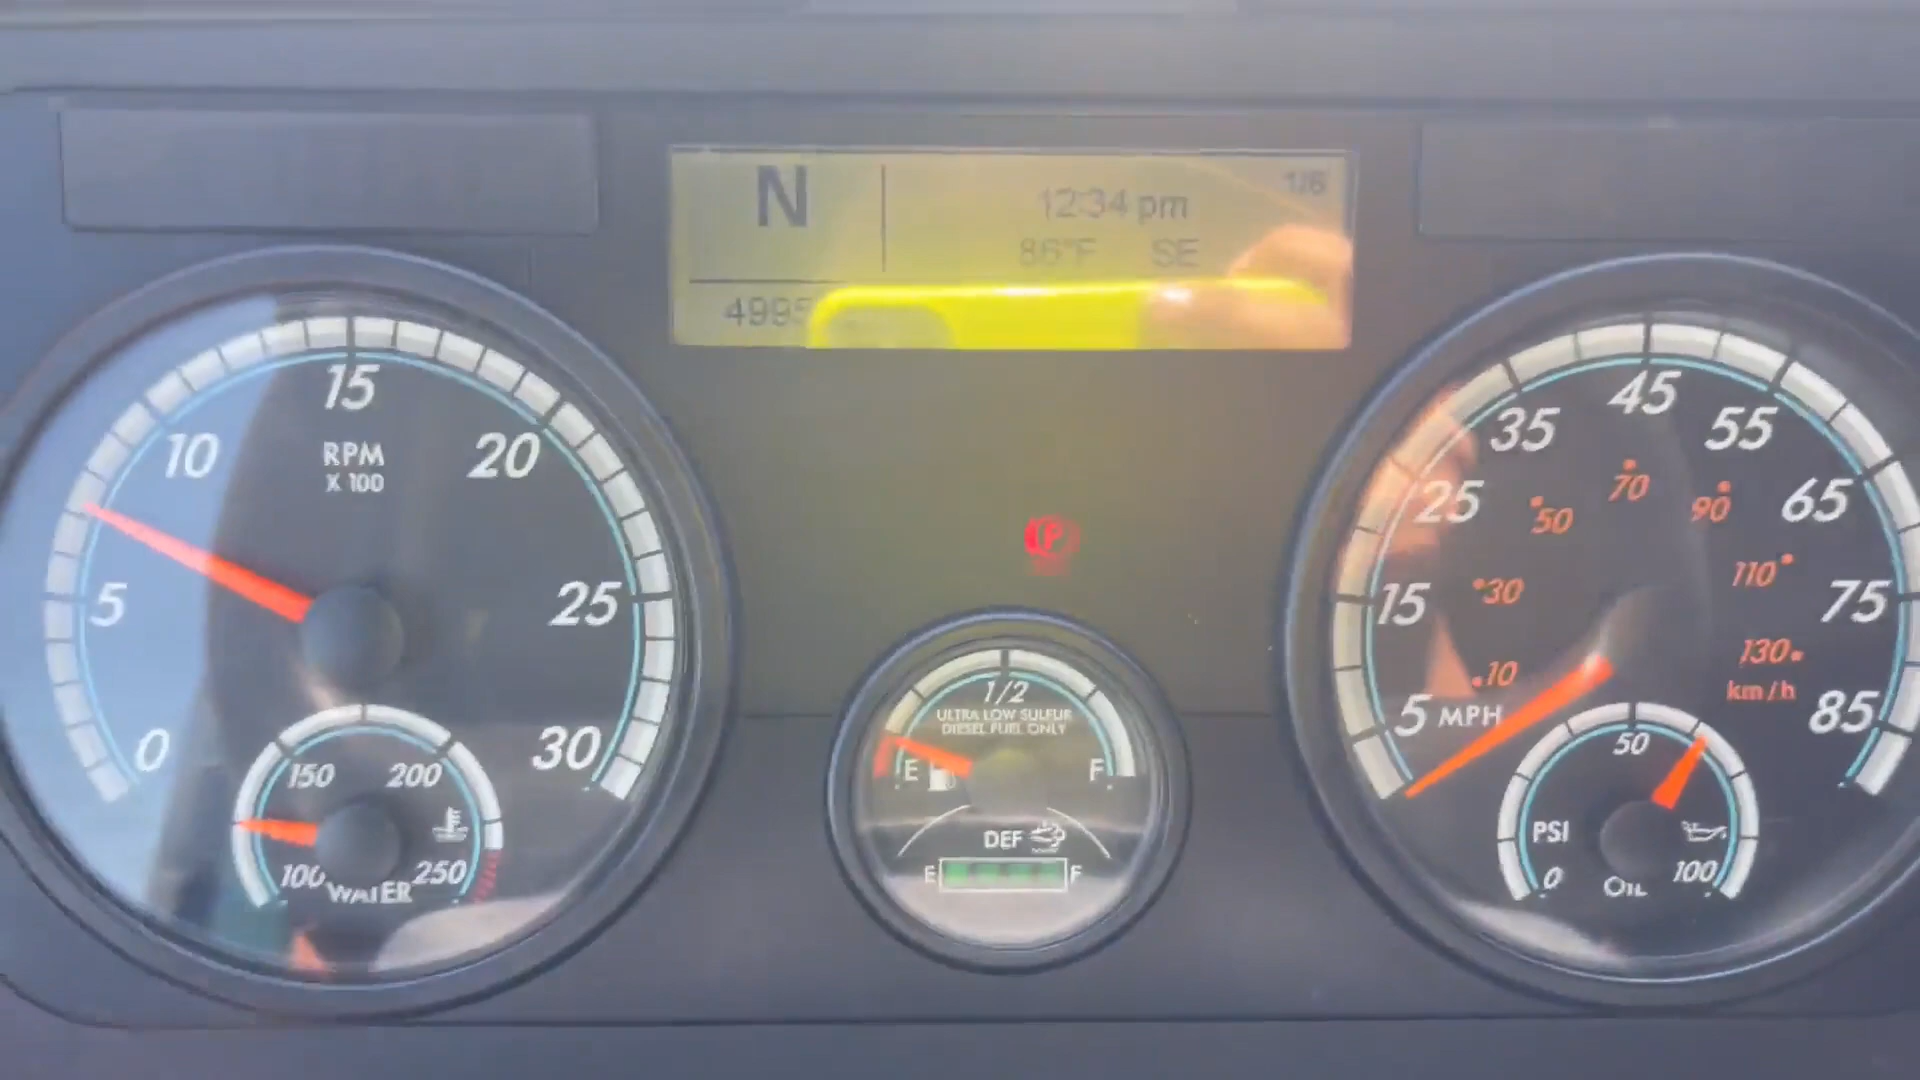 N
12:34 pm
1/6
86°F SE
4995
0
5
10
15
20
25
30
RPM
X 100
100
150
200
250
WATER
1/2
ULTRA LOW SULFUR
DIESEL FUEL ONLY
E F
DEF
E F
P
5
15
25
35
45
55
65
75
85
MPH
10
30
50
70
90
110
130
km/h
0
50
100
PSI
OIL